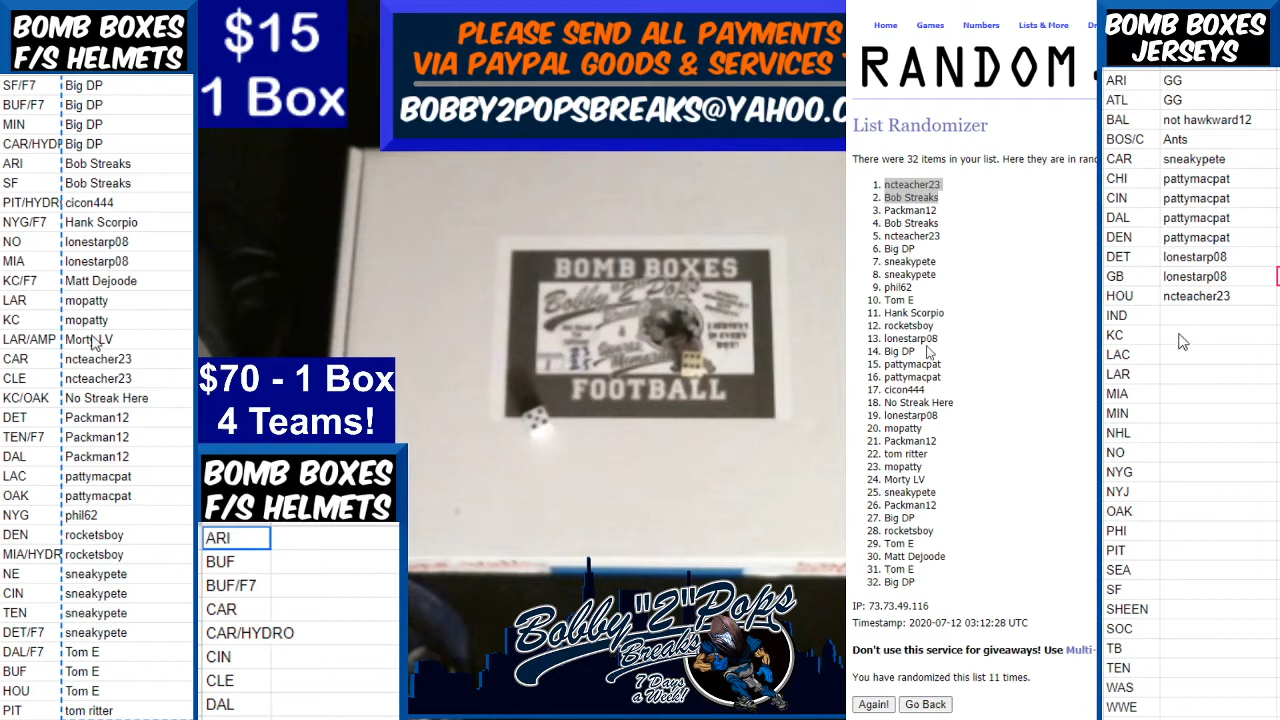 BOMB BOXES
F/S HELMETS
SF/F7 Big DP
BUF/F7 Big DP
MIN Big DP
CAR/HYDR Big DP
ARI Bob Streaks
SF Bob Streaks
PIT/HYDR cicon444
NYG/F7 Hank Scorpio
NO lonestarp08
MIA lonestarp08
KC/F7 Matt Dejoode
LAR mopatty
KC mopatty
LAR/AMP Morty LV
CAR ncteacher23
CLE ncteacher23
KC/OAK No Streak Here
DET Packman12
TEN/F7 Packman12
DAL Packman12
LAC pattymacpat
OAK pattymacpat
NYG phil62
DEN rocketsboy
MIA/HYDR rocketsboy
NE sneakypete
CIN sneakypete
TEN sneakypete
DET/F7 sneakypete
DAL/F7 Tom E
BUF Tom E
HOU Tom E
PIT tom ritter
$15
1 Box
$70 - 1 Box
4 Teams!
BOMB BOXES
F/S HELMETS
ARI
BUF
BUF/F7
CAR
CAR/HYDRO
CIN
CLE
DAL
PLEASE SEND ALL PAYMENTS
VIA PAYPAL GOODS & SERVICES
BOBBY2POPSBREAKS@YAHOO.C
BOMB BOXES
Bobby "2" Pops
FOOTBALL
Bobby "2" Pops
Breaks
7 Days
a Week!
Home Games Numbers Lists & More Dr
RANDOM.
List Randomizer
There were 32 items in your list. Here they are in rand
1. ncteacher23
2. Bob Streaks
3. Packman12
4. Bob Streaks
5. ncteacher23
6. Big DP
7. sneakypete
8. sneakypete
9. phil62
10. Tom E
11. Hank Scorpio
12. rocketsboy
13. lonestarp08
14. Big DP
15. pattymacpat
16. pattymacpat
17. cicon444
18. No Streak Here
19. lonestarp08
20. mopatty
21. Packman12
22. tom ritter
23. mopatty
24. Morty LV
25. sneakypete
26. Packman12
27. Big DP
28. rocketsboy
29. Tom E
30. Matt Dejoode
31. Tom E
32. Big DP
IP: 73.73.49.116
Timestamp: 2020-07-12 03:12:28 UTC
Don't use this service for giveaways! Use Multi-
You have randomized this list 11 times.
Again! Go Back
BOMB BOXES
JERSEYS
ARI GG
ATL GG
BAL not hawkward12
BOS/C Ants
CAR sneakypete
CHI pattymacpat
CIN pattymacpat
DAL pattymacpat
DEN pattymacpat
DET lonestarp08
GB lonestarp08
HOU ncteacher23
IND
KC
LAC
LAR
MIA
MIN
NHL
NO
NYG
NYJ
OAK
PHI
PIT
SEA
SF
SHEEN
SOC
TB
TEN
WAS
WWE